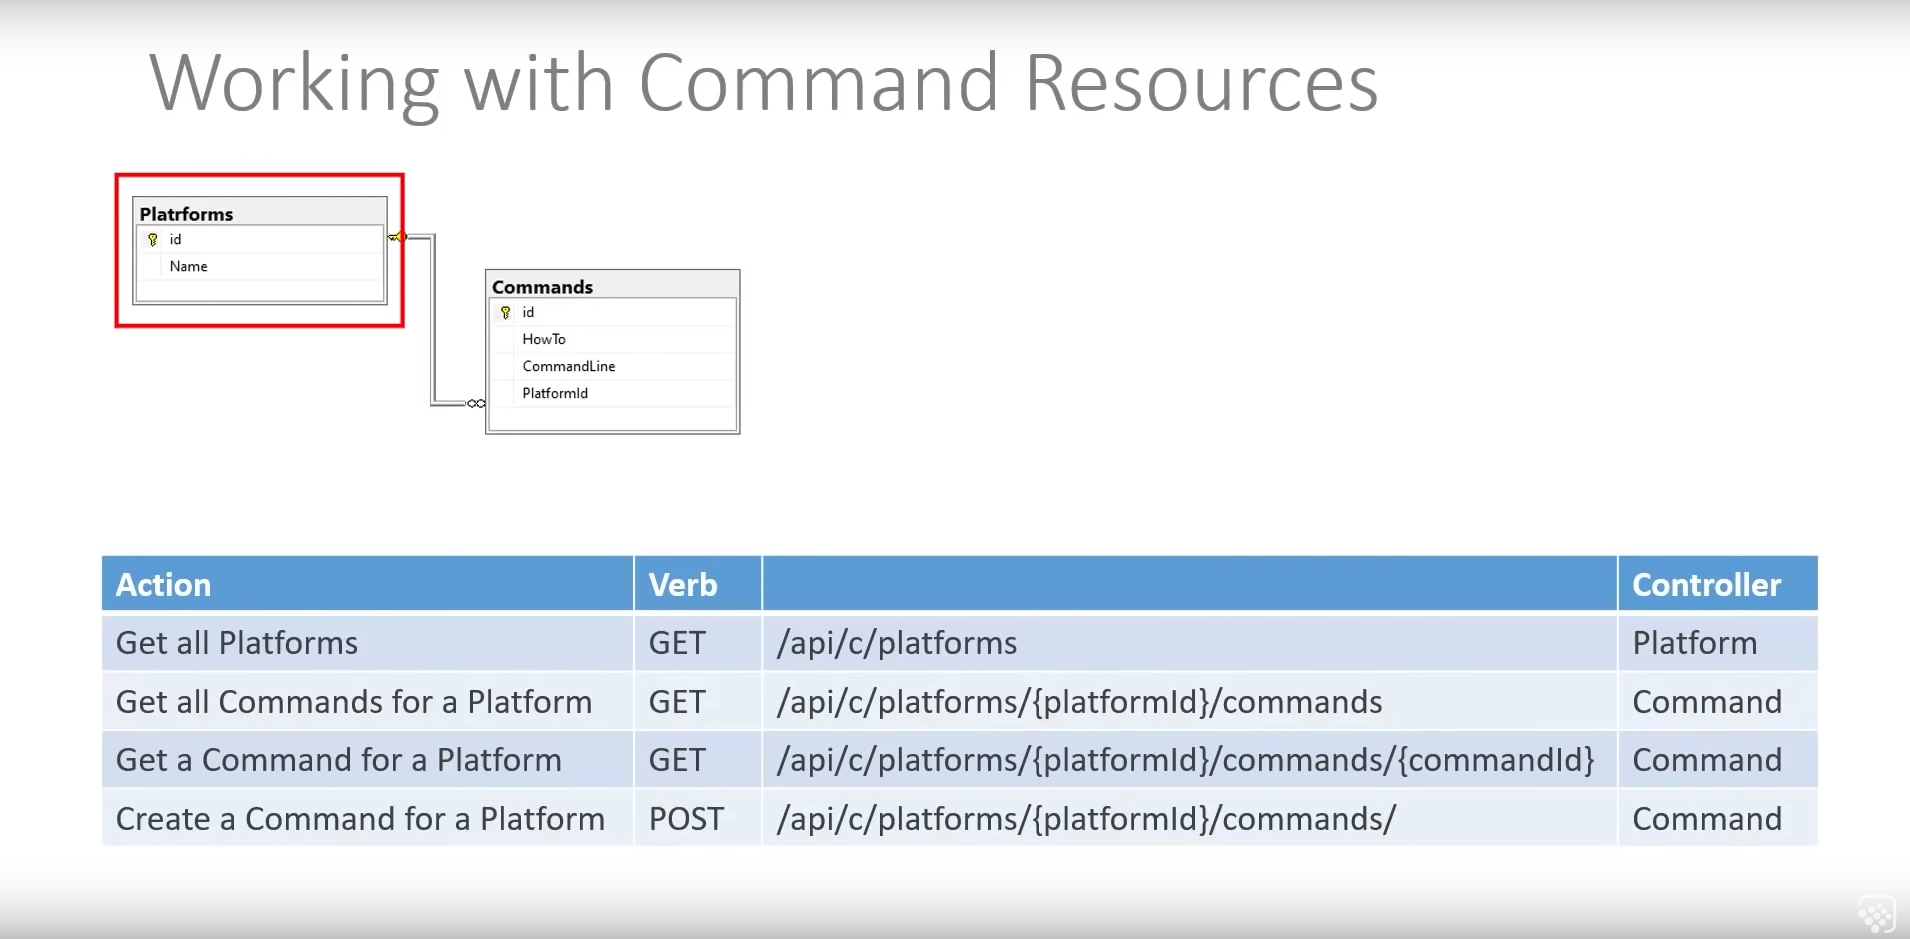 Working with Command Resources
Platrforms
id
Name
Commands
id
HowTo
CommandLine
PlatformId
Action Verb Controller
Get all Platforms GET /api/c/platforms Platform
Get all Commands for a Platform GET /api/c/platforms/{platformId}/commands Command
Get a Command for a Platform GET /api/c/platforms/{platformId}/commands/{commandId} Command
Create a Command for a Platform POST /api/c/platforms/{platformId}/commands/ Command